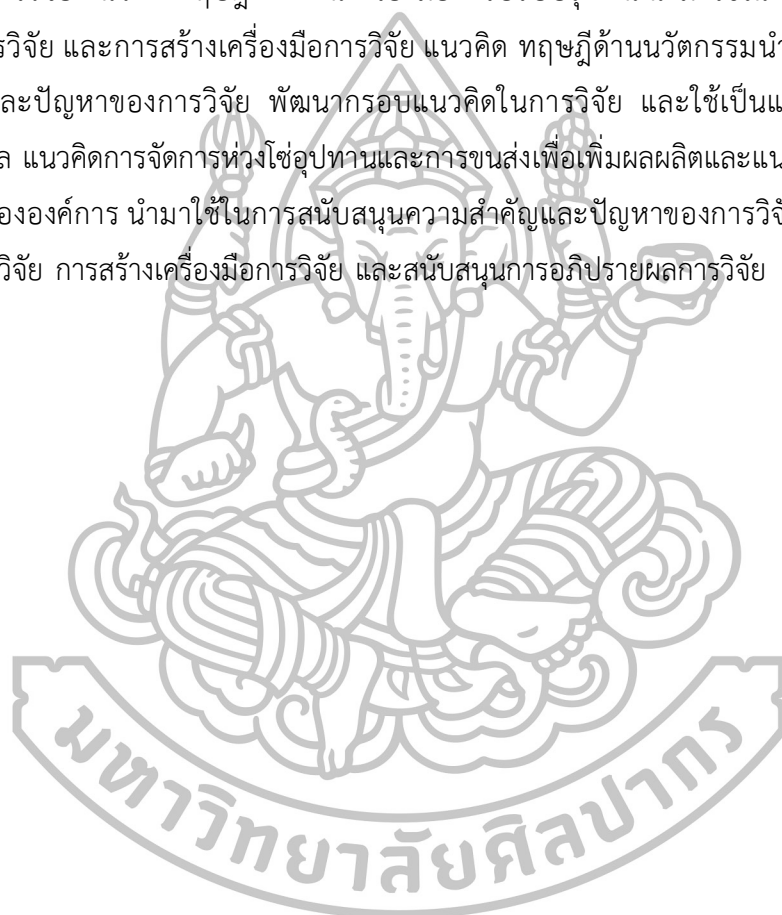 รวิจัย และการสร้างเครื่องมือการวิจัย แนวคิด ทฤษฎีด้านนวัตกรรมนำ
ละปัญหาของการวิจัย พัฒนากรอบแนวคิดในการวิจัย และใช้เป็นแ
ล แนวคิดการจัดการห่วงโซ่อุปทานและการขนส่งเพื่อเพิ่มผลผลิตและแน
ององค์การ นำมาใช้ในการสนับสนุนความสำคัญและปัญหาของการวิจั
วิจัย การสร้างเครื่องมือการวิจัย และสนับสนุนการอภิปรายผลการวิจัย
มหาวิทยาลัยศิลปากร